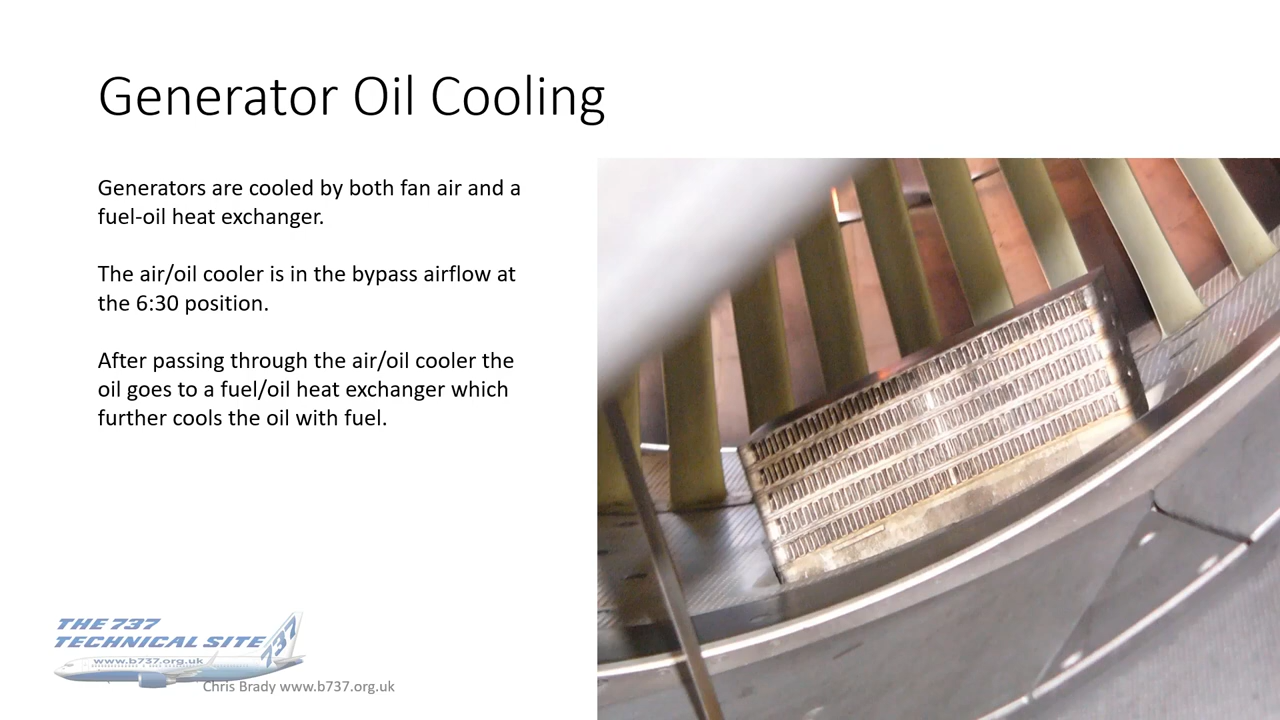 Generator Oil Cooling
Generators are cooled by both fan air and a
fuel-oil heat exchanger.
The air/oil cooler is in the bypass airflow at
the 6:30 position.
After passing through the air/oil cooler the
oil goes to a fuel/oil heat exchanger which
further cools the oil with fuel.
THE 737
TECHNICAL SITE
737
www.b737.org.uk
Chris Brady www.b737.org.uk